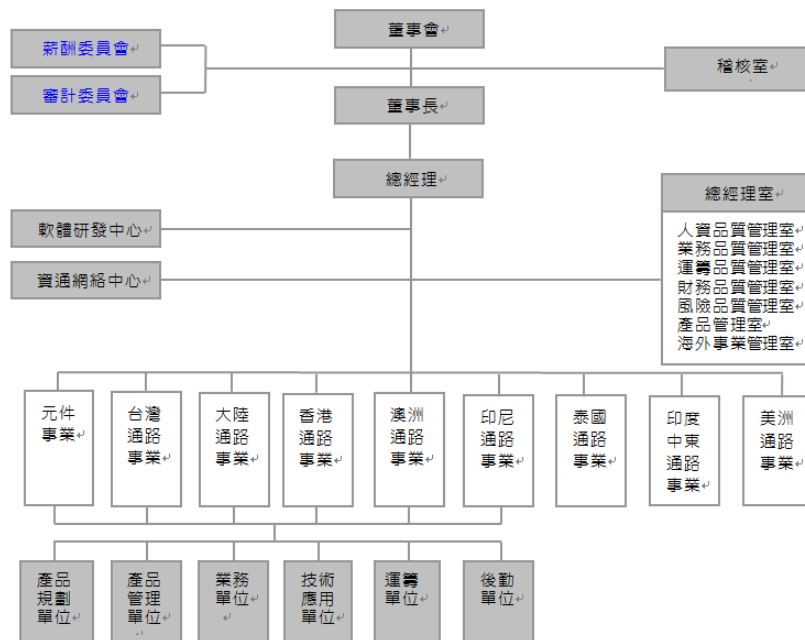 董事會
薪酬委員會
審計委員會
稽核室
董事長
總經理
總經理室
人資品質管理室
業務品質管理室
運籌品質管理室
財務品質管理室
風險品質管理室
產品管理室
海外事業管理室
軟體研發中心
資通網絡中心
元件
事業
台灣
通路
事業
大陸
通路
事業
香港
通路
事業
澳洲
通路
事業
印尼
通路
事業
泰國
通路
事業
印度
中東
通路
事業
美洲
通路
事業
產品
規劃
單位
產品
管理
單位
業務
單位
技術
應用
單位
運籌
單位
後勤
單位